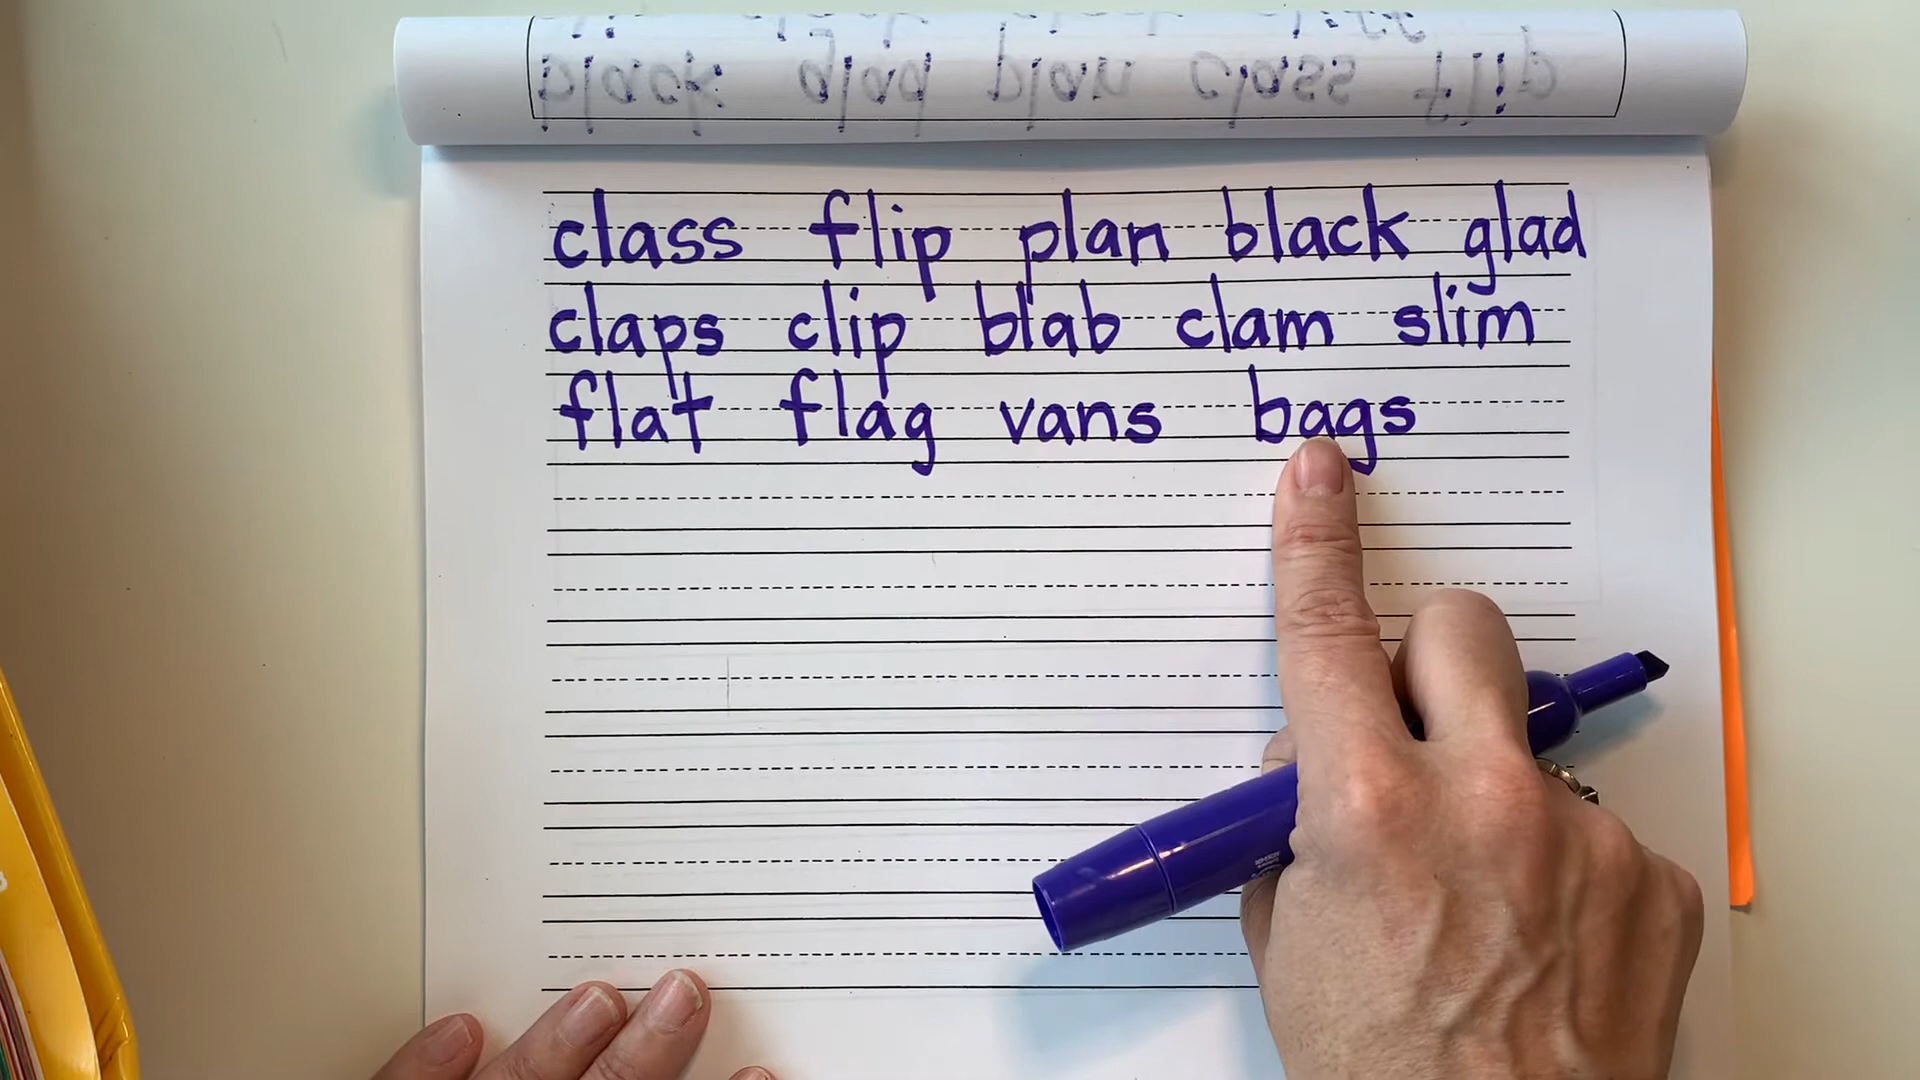 class flip plan black glad
claps clip blab clam slim
flat flag vans bags